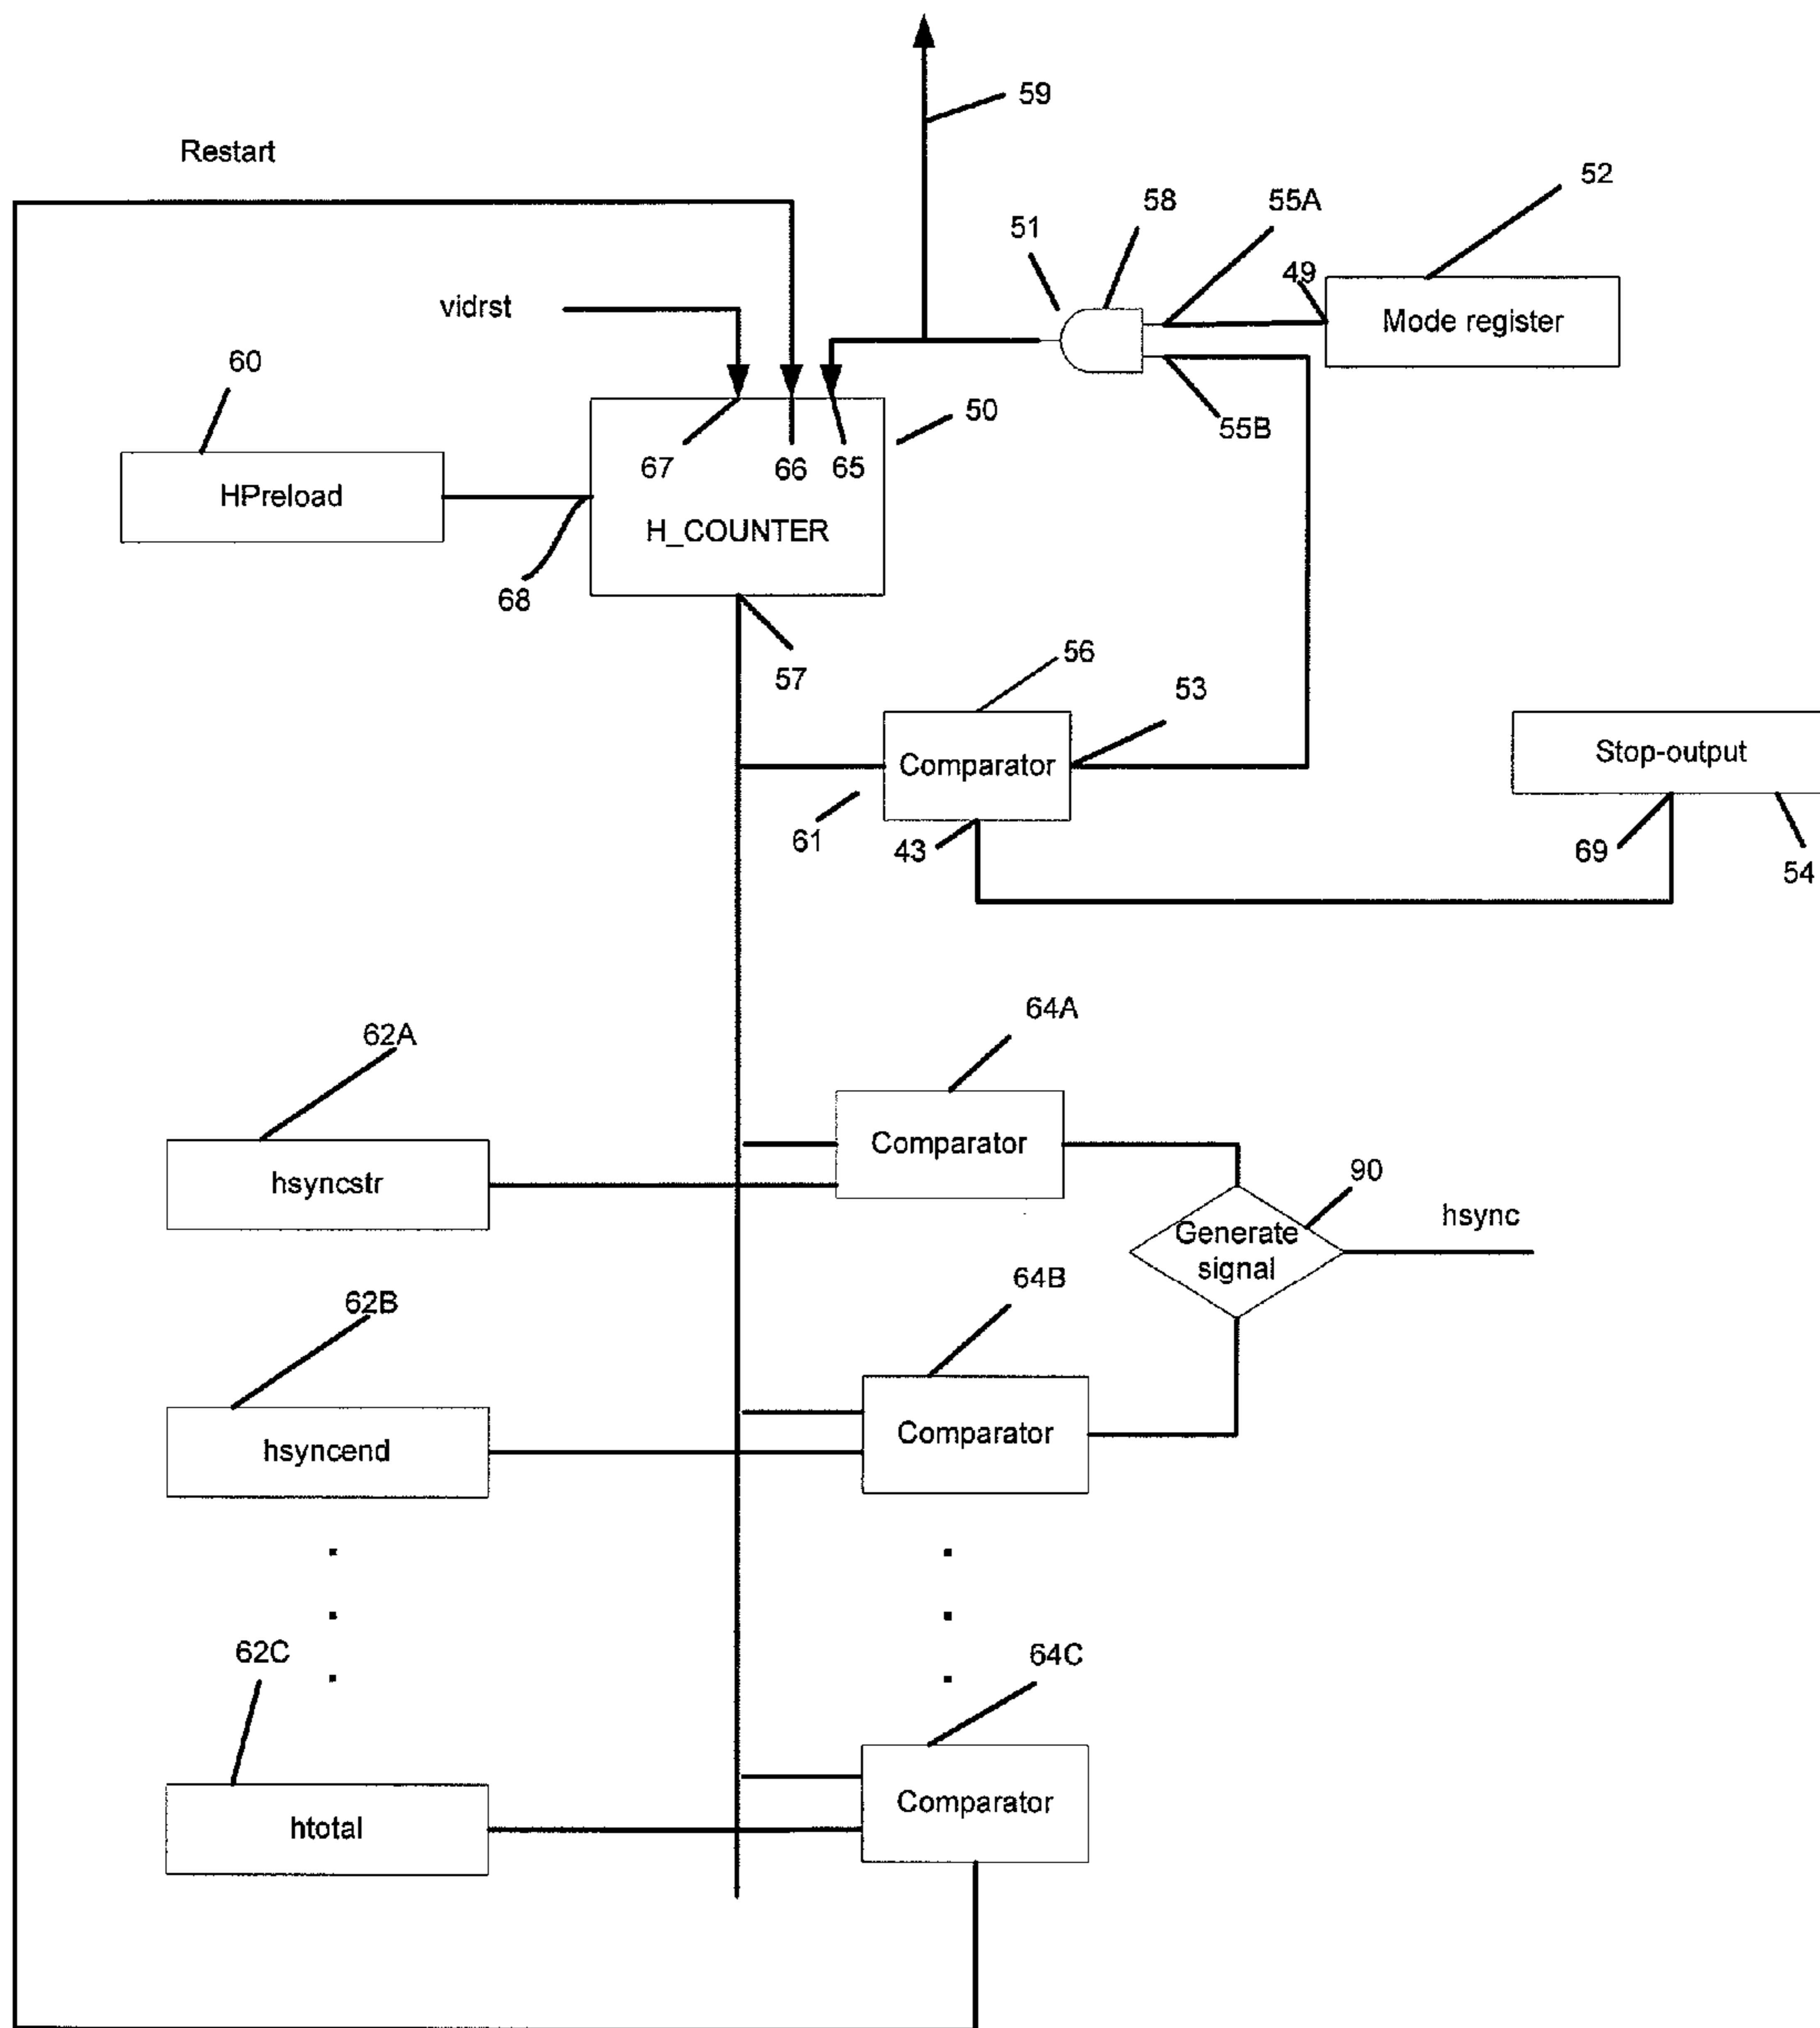 59
Restart
52
58
55A
51
49
vidrst
Mode register
60
50
55B
67
66
65
HPreload
H_COUNTER
68
57
56
53
Comparator
Stop-output
61
43
69
54
64A
62A
Comparator
90
hsyncstr
hsync
Generate
signal
64B
62B
Comparator
hsyncend
62C
64C
Comparator
htotal